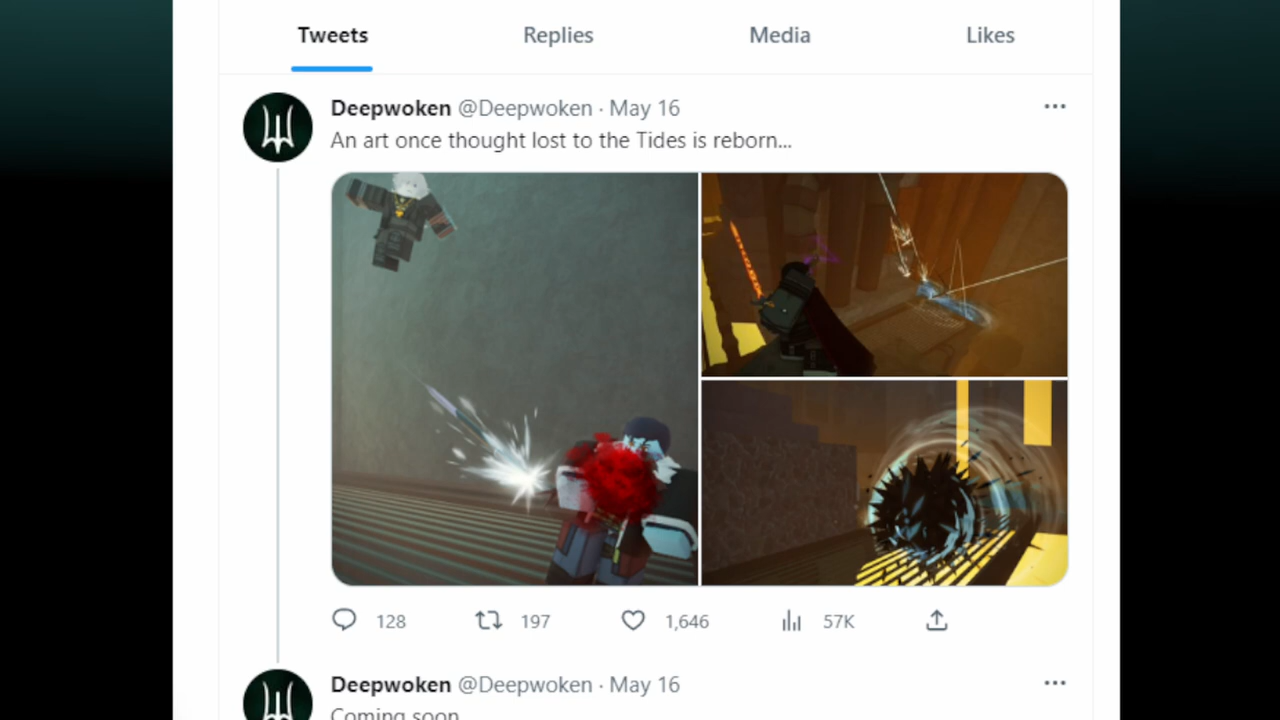 Tweets Replies Media Likes
Deepwoken @Deepwoken · May 16
An art once thought lost to the Tides is reborn...
128 197 1,646 57K
Deepwoken @Deepwoken · May 16
Coming soon